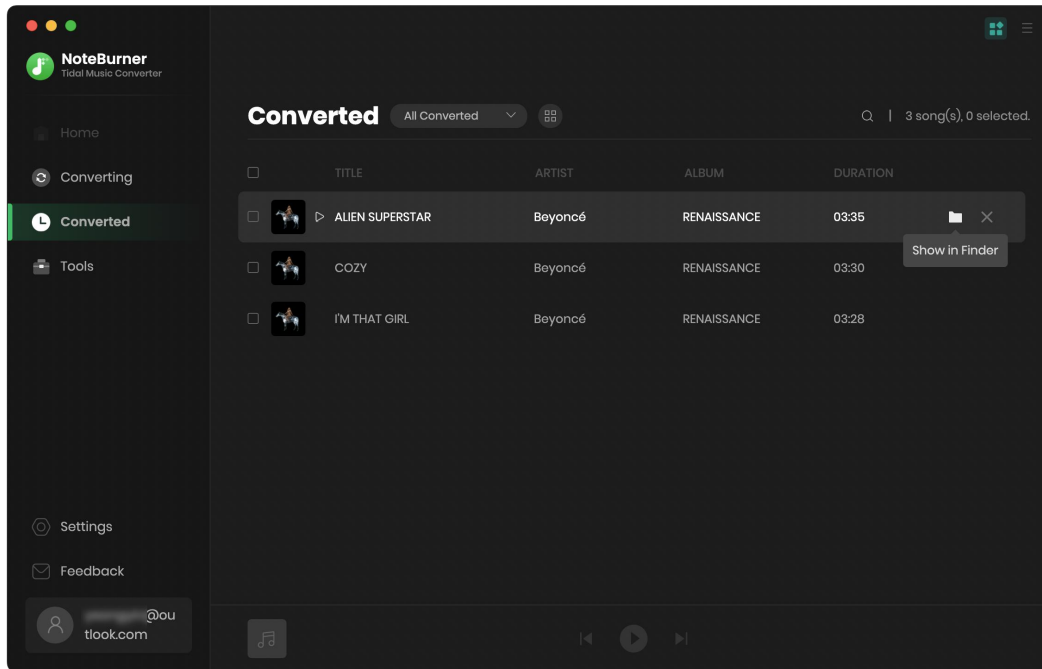 NoteBurner
Tidal Music Converter
Home
Converting
Converted
Tools
Settings
Feedback
@ou
tlook.com
Converted
All Converted
3 song(s), 0 selected.
TITLE ARTIST ALBUM DURATION
ALIEN SUPERSTAR Beyoncé RENAISSANCE 03:35
Show in Finder
COZY Beyoncé RENAISSANCE 03:30
I'M THAT GIRL Beyoncé RENAISSANCE 03:28